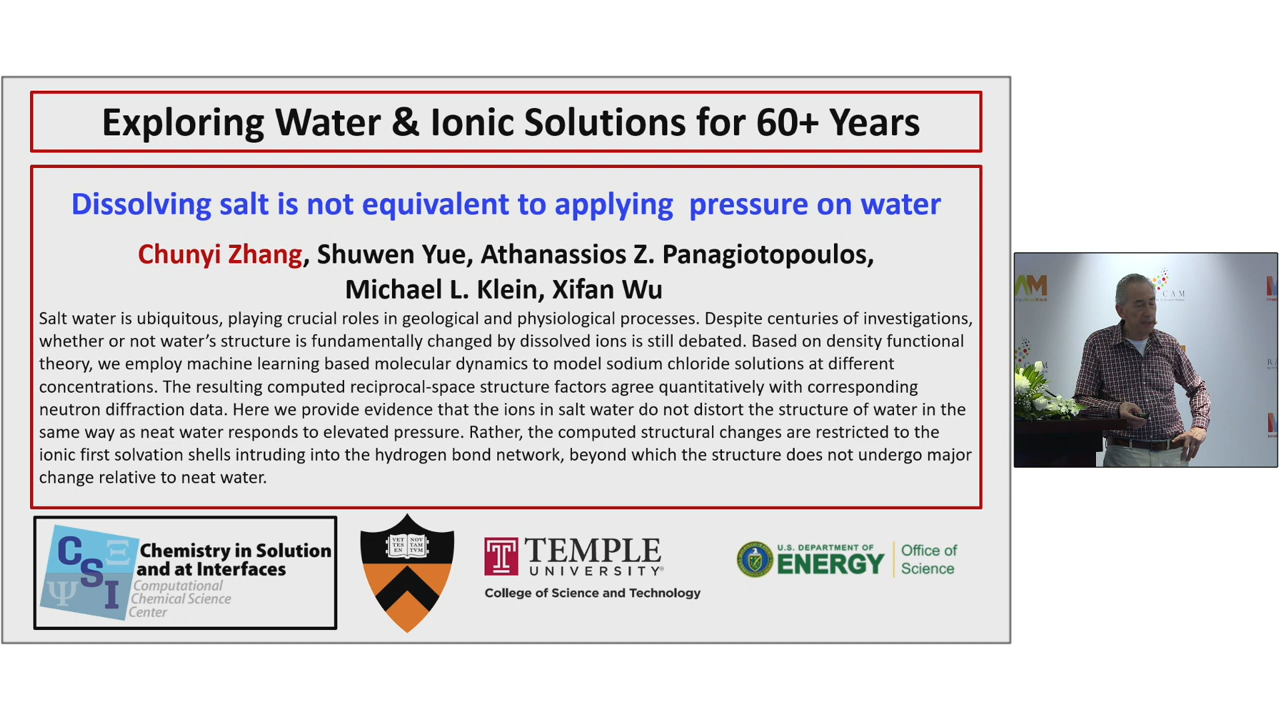 Exploring Water & Ionic Solutions for 60+ Years
Dissolving salt is not equivalent to applying pressure on water
Chunyi Zhang, Shuwen Yue, Athanassios Z. Panagiotopoulos,
Michael L. Klein, Xifan Wu
Salt water is ubiquitous, playing crucial roles in geological and physiological processes. Despite centuries of investigations,
whether or not water's structure is fundamentally changed by dissolved ions is still debated. Based on density functional
theory, we employ machine learning based molecular dynamics to model sodium chloride solutions at different
concentrations. The resulting computed reciprocal-space structure factors agree quantitatively with corresponding
neutron diffraction data. Here we provide evidence that the ions in salt water do not distort the structure of water in the
same way as neat water responds to elevated pressure. Rather, the computed structural changes are restricted to the
ionic first solvation shells intruding into the hydrogen bond network, beyond which the structure does not undergo major
change relative to neat water.
C S I Ξ Ψ
Chemistry in Solution
and at Interfaces
Computational
Chemical Science
Center
VET NOV
TES TAM
EN TVM
T TEMPLE
UNIVERSITY®
College of Science and Technology
U.S. DEPARTMENT OF
ENERGY
Office of
Science
AM
CAM